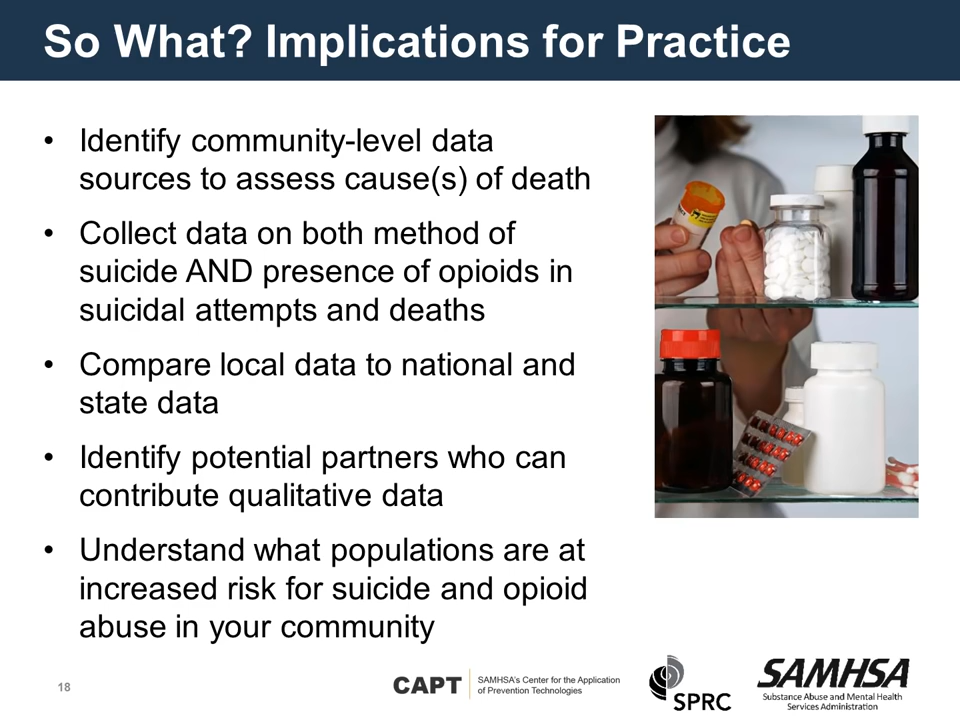 So What? Implications for Practice
• Identify community-level data
sources to assess cause(s) of death
• Collect data on both method of
suicide AND presence of opioids in
suicidal attempts and deaths
• Compare local data to national and
state data
• Identify potential partners who can
contribute qualitative data
• Understand what populations are at
increased risk for suicide and opioid
abuse in your community
18
CAPT
SAMHSA's Center for the Application
of Prevention Technologies
SPRC
SAMHSA
Substance Abuse and Mental Health
Services Administration